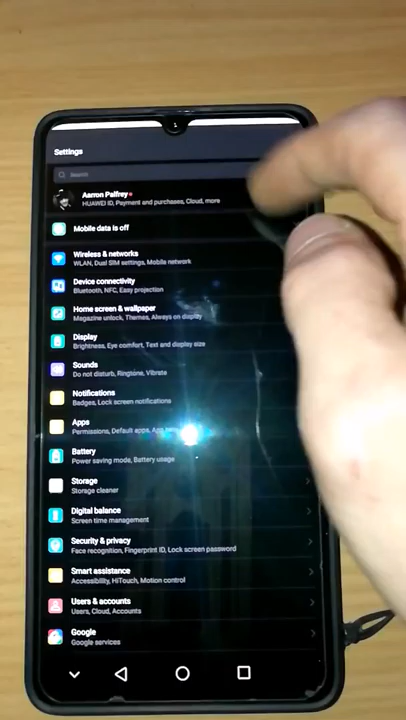 Settings
Search
Aarron Palfrey
HUAWEI ID, Payment and purchases, Cloud, more
Mobile data is off
Wireless & networks
WLAN, Dual SIM settings, Mobile network
Device connectivity
Bluetooth, NFC, Easy projection
Home screen & wallpaper
Magazine unlock, Themes, Always on display
Display
Brightness, Eye comfort, Text and display size
Sounds
Do not disturb, Ringtone, Vibrate
Notifications
Badges, Lock screen notifications
Apps
Permissions, Default apps, App
Battery
Power saving mode, Battery usage
Storage
Storage cleaner
Digital balance
Screen time management
Security & privacy
Face recognition, Fingerprint ID, Lock screen password
Smart assistance
Accessibility, HiTouch, Motion control
Users & accounts
Users, Cloud, Accounts
Google
Google services